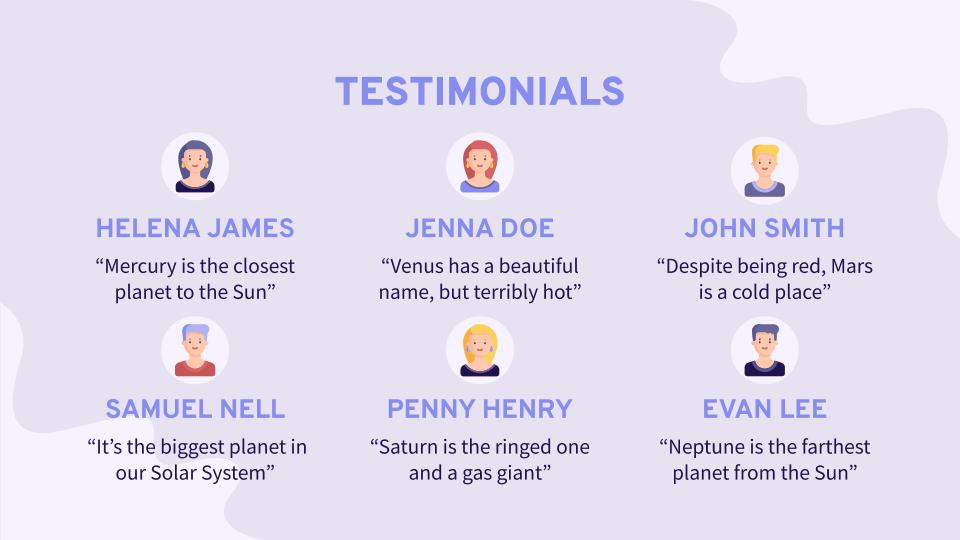 TESTIMONIALS
HELENA JAMES
“Mercury is the closest
planet to the Sun”
JENNA DOE
“Venus has a beautiful
name, but terribly hot”
JOHN SMITH
“Despite being red, Mars
is a cold place”
SAMUEL NELL
“It’s the biggest planet in
our Solar System”
PENNY HENRY
“Saturn is the ringed one
and a gas giant”
EVAN LEE
“Neptune is the farthest
planet from the Sun”